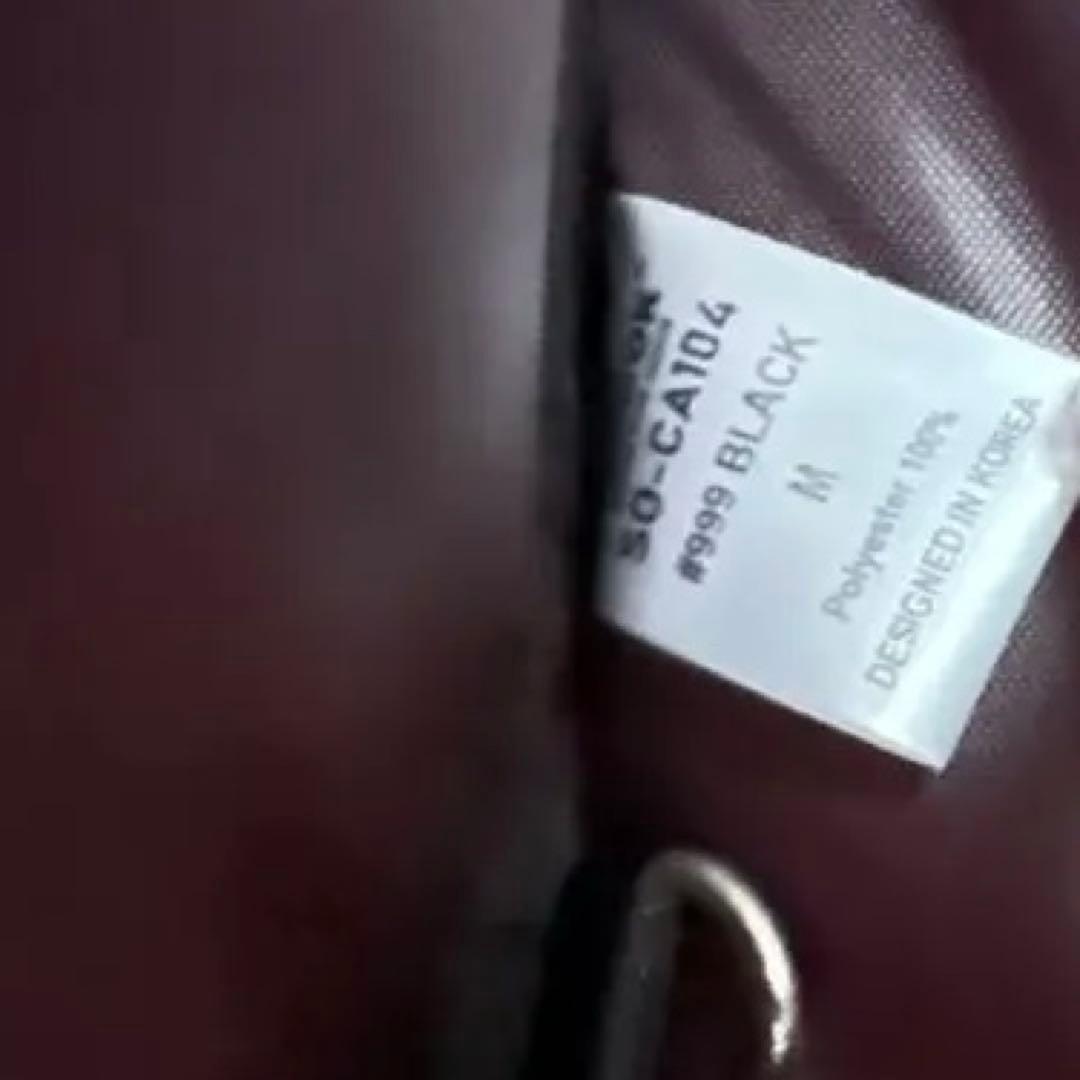 SO-CA104
#999 BLACK
M
Polyester 100%
DESIGNED IN KOREA